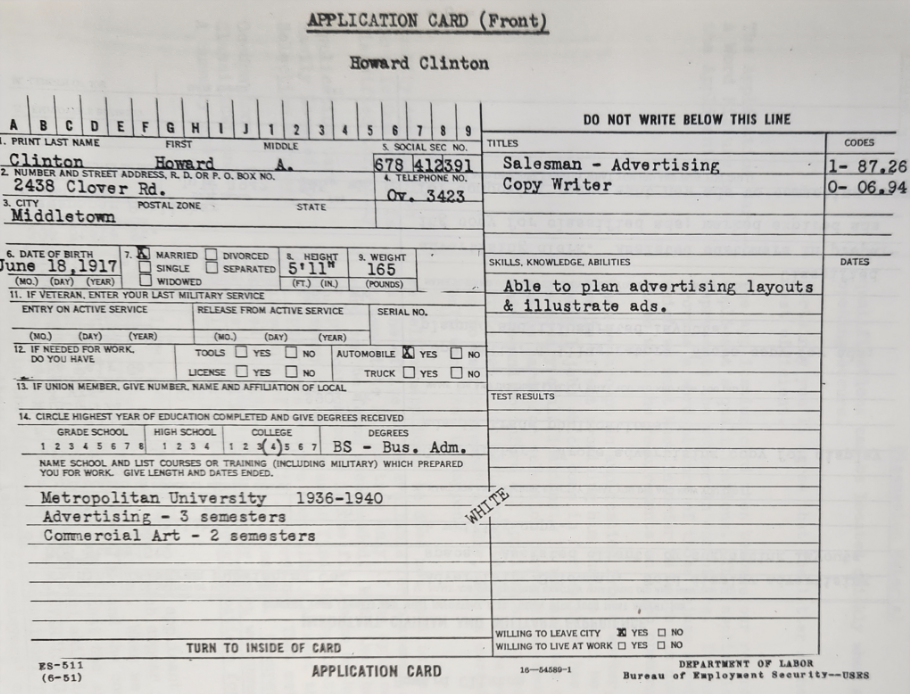 APPLICATION CARD (Front)
Howard Clinton
A B C D E F G H I J 1 2 3 4 5 6 7 8 9
DO NOT WRITE BELOW THIS LINE
1. PRINT LAST NAME FIRST MIDDLE
5. SOCIAL SEC NO.
Clinton Howard A.
678 412391
2. NUMBER AND STREET ADDRESS, R. D. OR P. O. BOX NO.
4. TELEPHONE NO.
2438 Clover Rd.
Ov. 3423
3. CITY POSTAL ZONE STATE
Middletown
TITLES CODES
Salesman - Advertising 1- 87.26
Copy Writer 0- 06.94
6. DATE OF BIRTH
June 18, 1917
(MO.) (DAY) (YEAR)
7. X MARRIED DIVORCED
SINGLE SEPARATED
WIDOWED
8. HEIGHT
5'11"
(FT.) (IN.)
9. WEIGHT
165
(POUNDS)
SKILLS, KNOWLEDGE, ABILITIES DATES
Able to plan advertising layouts
& illustrate ads.
11. IF VETERAN, ENTER YOUR LAST MILITARY SERVICE
ENTRY ON ACTIVE SERVICE RELEASE FROM ACTIVE SERVICE SERIAL NO.
(MO.) (DAY) (YEAR) (MO.) (DAY) (YEAR)
12. IF NEEDED FOR WORK, TOOLS YES NO AUTOMOBILE X YES NO
DO YOU HAVE LICENSE YES NO TRUCK YES NO
13. IF UNION MEMBER, GIVE NUMBER, NAME AND AFFILIATION OF LOCAL
TEST RESULTS
14. CIRCLE HIGHEST YEAR OF EDUCATION COMPLETED AND GIVE DEGREES RECEIVED
GRADE SCHOOL HIGH SCHOOL COLLEGE DEGREES
1 2 3 4 5 6 7 8 1 2 3 4 1 2 3 (4) 5 6 7 BS - Bus. Adm.
NAME SCHOOL AND LIST COURSES OR TRAINING (INCLUDING MILITARY) WHICH PREPARED
YOU FOR WORK. GIVE LENGTH AND DATES ENDED.
Metropolitan University 1936-1940
Advertising - 3 semesters
Commercial Art - 2 semesters
WHITE
WILLING TO LEAVE CITY X YES NO
WILLING TO LIVE AT WORK YES NO
TURN TO INSIDE OF CARD
ES-511
(6-51)
APPLICATION CARD
16—54589-1
DEPARTMENT OF LABOR
Bureau of Employment Security--USES